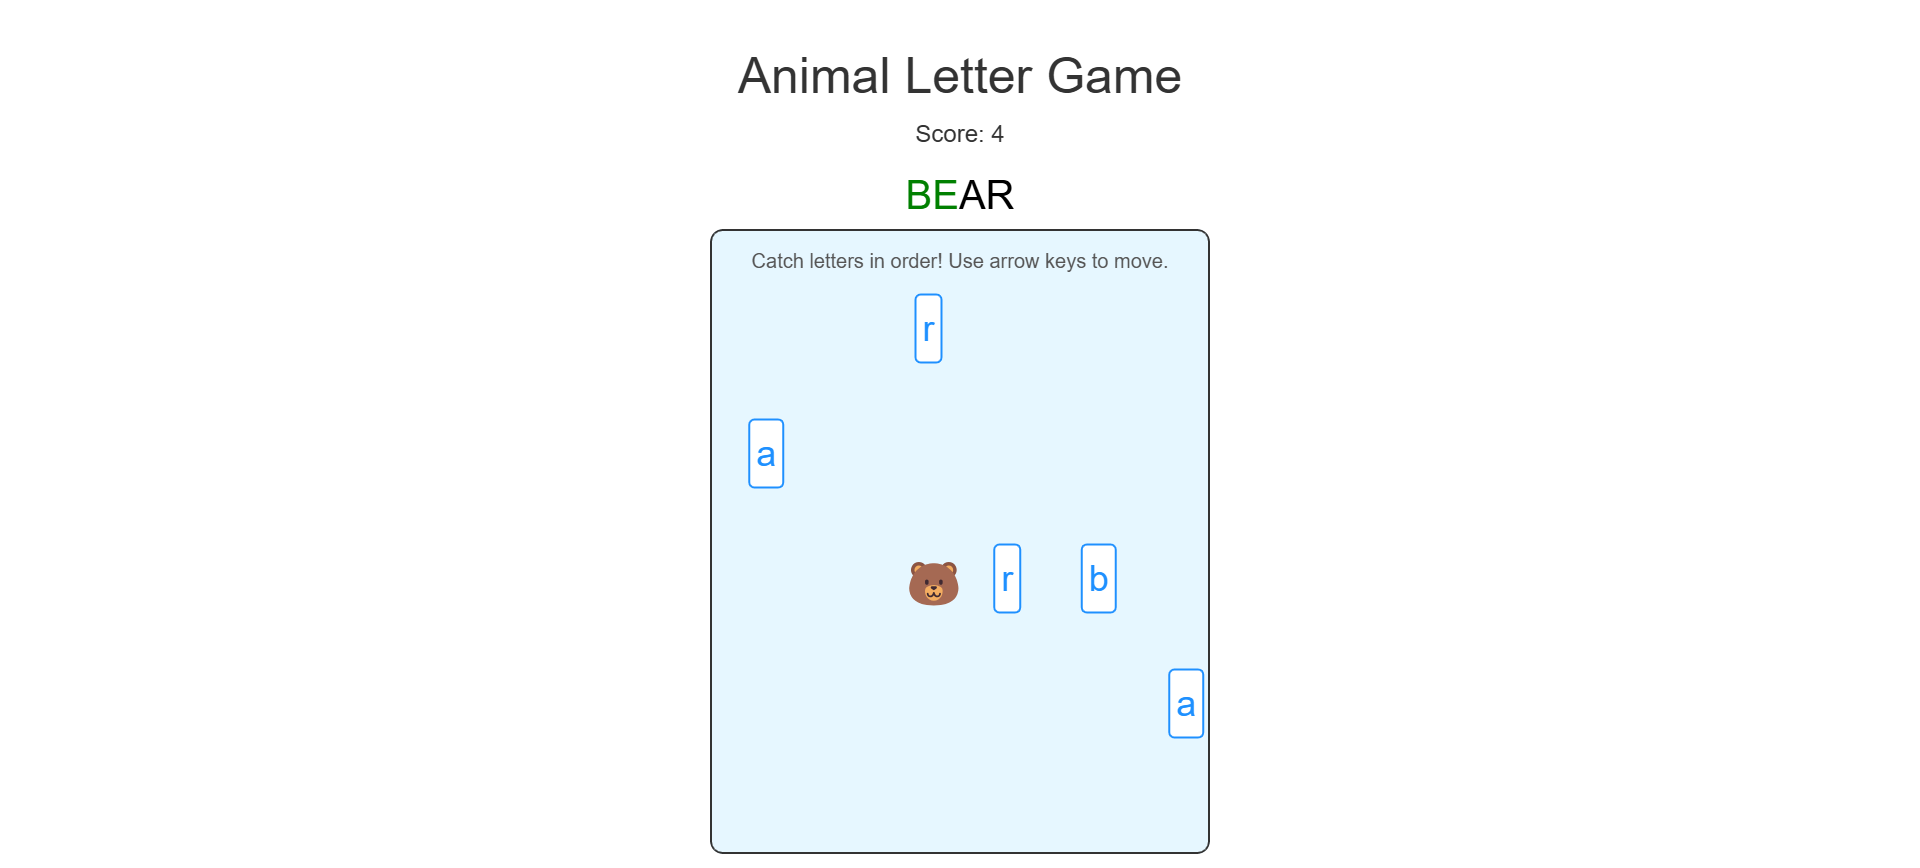 Animal Letter Game
Score: 4
BEAR
Catch letters in order! Use arrow keys to move.
r
a
r b
a